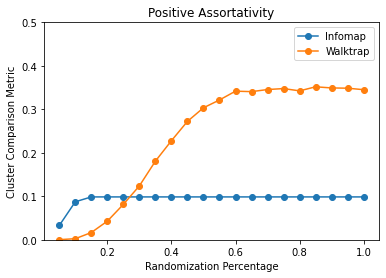 Positive Assortativity
Infomap
Walktrap
Cluster Comparison Metric
0.5
0.4
0.3
0.2
0.1
0.0
0.2
0.4
0.6
0.8
1.0
Randomization Percentage